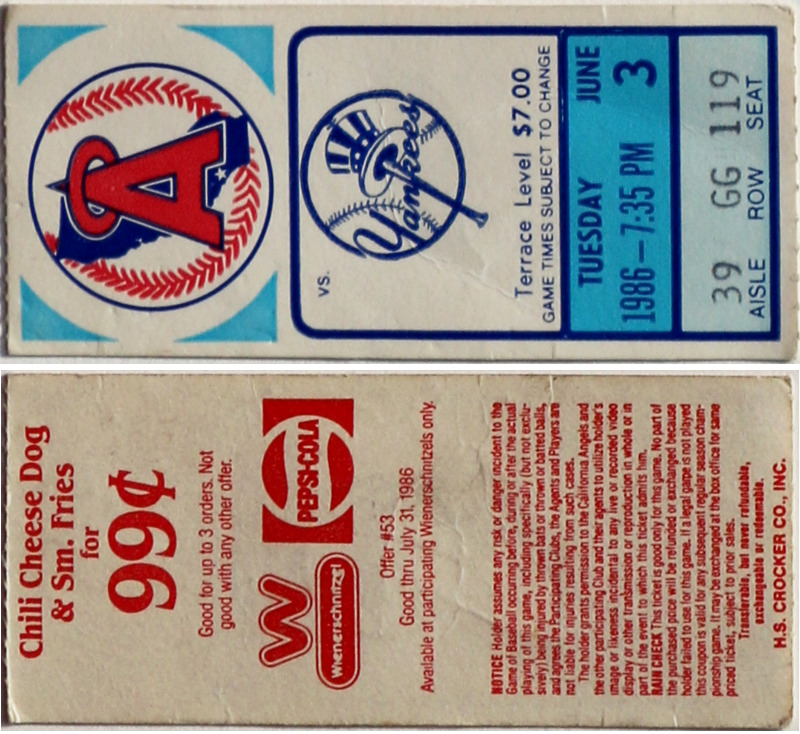 A
vs.
Yankees
Terrace Level $7.00
GAME TIMES SUBJECT TO CHANGE
TUESDAY JUNE
1986–7:35 PM 3
39 GG 119
AISLE ROW SEAT
Chili Cheese Dog
& Sm. Fries
for
99¢
Good for up to 3 orders. Not
good with any other offer.
W
Wienerschnitzel
PEPSI-COLA
Offer #53
Good thru July 31, 1986
Available at participating Wienerschnitzels only.
NOTICE Holder assumes any risk or danger incident to the
Game of Baseball occurring before, during or after the actual
playing of this game, including specifically (but not exclu-
sively) being injured by thrown bats or thrown or batted balls,
and agrees the Participating Clubs, the Agents and Players are
not liable for injuries resulting from such cases.
The holder grants permission to the California Angels and
the other participating Club and their agents to utilize holder's
image or likeness incidental to any live or recorded video
display or other transmission or reproduction in whole or in
part of the event to which this ticket admits him.
RAIN CHECK This ticket is good only for this game. No part of
the purchased price will be refunded or exchanged because
holder failed to use for this game. If a legal game is not played
this coupon is valid for any subsequent regular season cham-
pionship game. It may be exchanged at the box office for same
priced ticket, subject to prior sales.
Transferable, but never refundable,
exchangeable or redeemable.
H.S. CROCKER CO., INC.